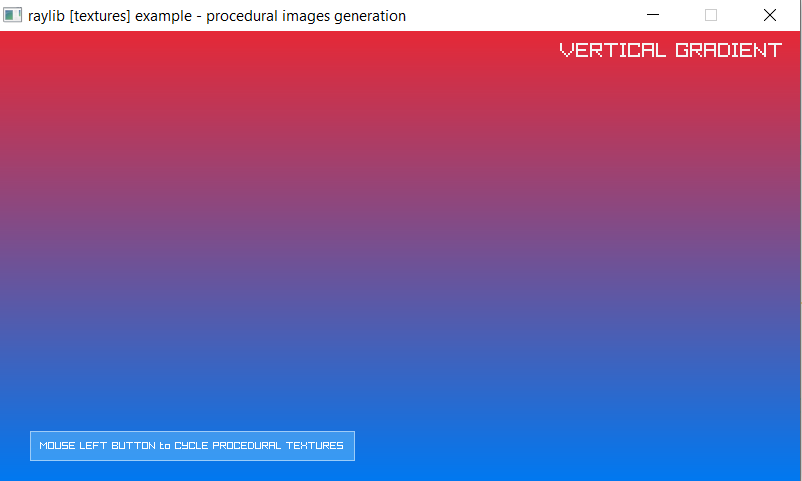 raylib [textures] example - procedural images generation
VERTICAL GRADIENT
MOUSE LEFT BUTTON to CYCLE PROCEDURAL TEXTURES